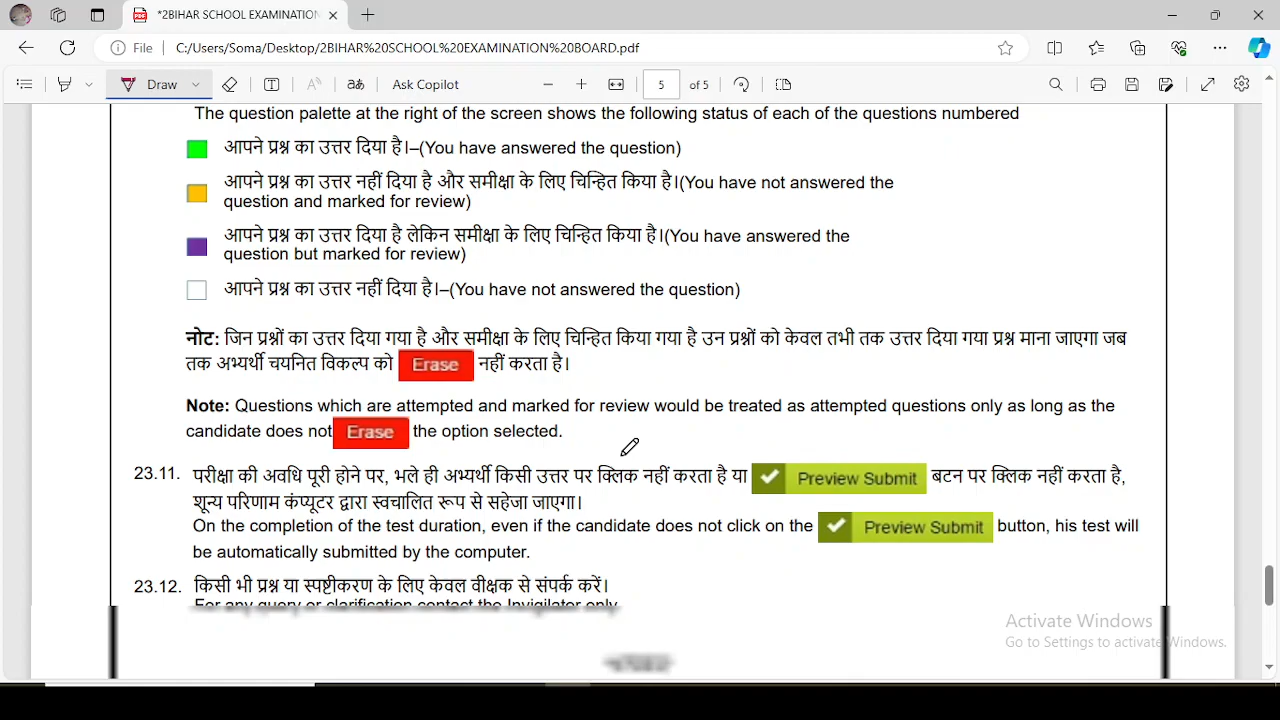 *2BIHAR SCHOOL EXAMINATION
File C:/Users/Soma/Desktop/2BIHAR%20SCHOOL%20EXAMINATION%20BOARD.pdf
Draw aあ Ask Copilot 5 of 5
The question palette at the right of the screen shows the following status of each of the questions numbered
आपने प्रश्न का उत्तर दिया है।–(You have answered the question)
आपने प्रश्न का उत्तर नहीं दिया है और समीक्षा के लिए चिन्हित किया है।(You have not answered the
question and marked for review)
आपने प्रश्न का उत्तर दिया है लेकिन समीक्षा के लिए चिन्हित किया है।(You have answered the
question but marked for review)
आपने प्रश्न का उत्तर नहीं दिया है।–(You have not answered the question)
नोट: जिन प्रश्नों का उत्तर दिया गया है और समीक्षा के लिए चिन्हित किया गया है उन प्रश्नों को केवल तभी तक उत्तर दिया गया प्रश्न माना जाएगा जब
तक अभ्यर्थी चयनित विकल्प को Erase नहीं करता है।
Note: Questions which are attempted and marked for review would be treated as attempted questions only as long as the
candidate does not Erase the option selected.
23.11. परीक्षा की अवधि पूरी होने पर, भले ही अभ्यर्थी किसी उत्तर पर क्लिक नहीं करता है या Preview Submit बटन पर क्लिक नहीं करता है,
शून्य परिणाम कंप्यूटर द्वारा स्वचालित रूप से सहेजा जाएगा।
On the completion of the test duration, even if the candidate does not click on the Preview Submit button, his test will
be automatically submitted by the computer.
23.12. किसी भी प्रश्न या स्पष्टीकरण के लिए केवल वीक्षक से संपर्क करें।
For any query or clarification contact the Invigilator only
Activate Windows
Go to Settings to activate Windows.